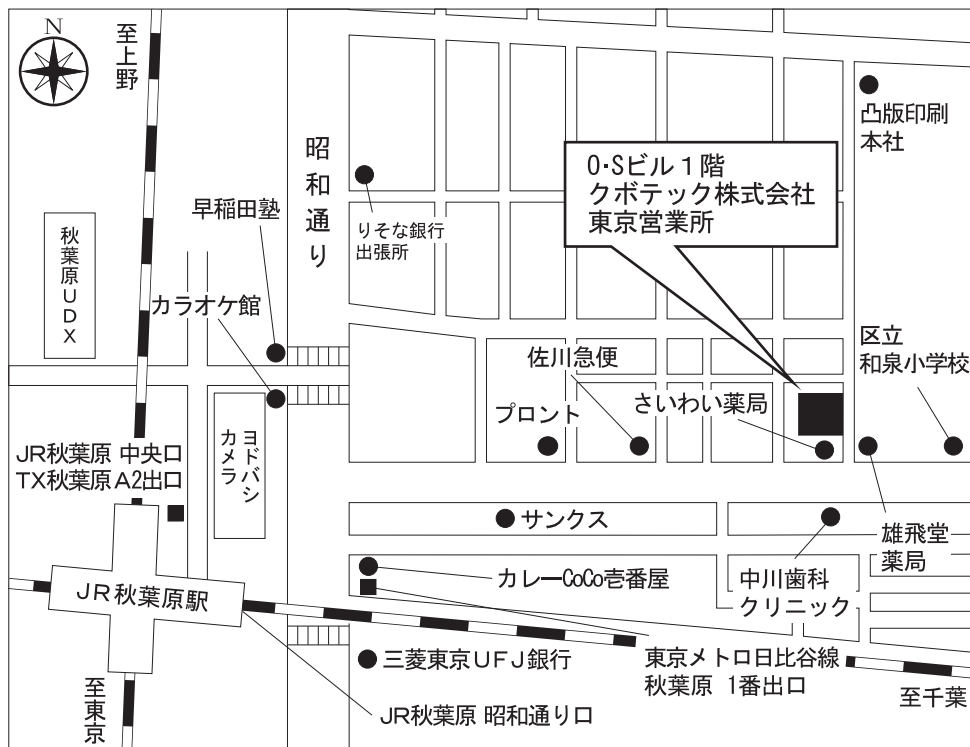 N
至上野
昭和通り
凸版印刷
本社
O・Sビル１階
クボテック株式会社
東京営業所
早稲田塾
りそな銀行
出張所
秋葉原UDX
カラオケ館
区立
和泉小学校
佐川急便
さいわい薬局
プロント
ヨドバシ
カメラ
JR秋葉原 中央口
TX秋葉原 A2出口
サンクス
雄飛堂
薬局
カレーCoCo壱番屋
中川歯科
クリニック
JR秋葉原駅
三菱東京UFJ銀行
東京メトロ日比谷線
秋葉原 1番出口
至千葉
至東京
JR秋葉原 昭和通り口